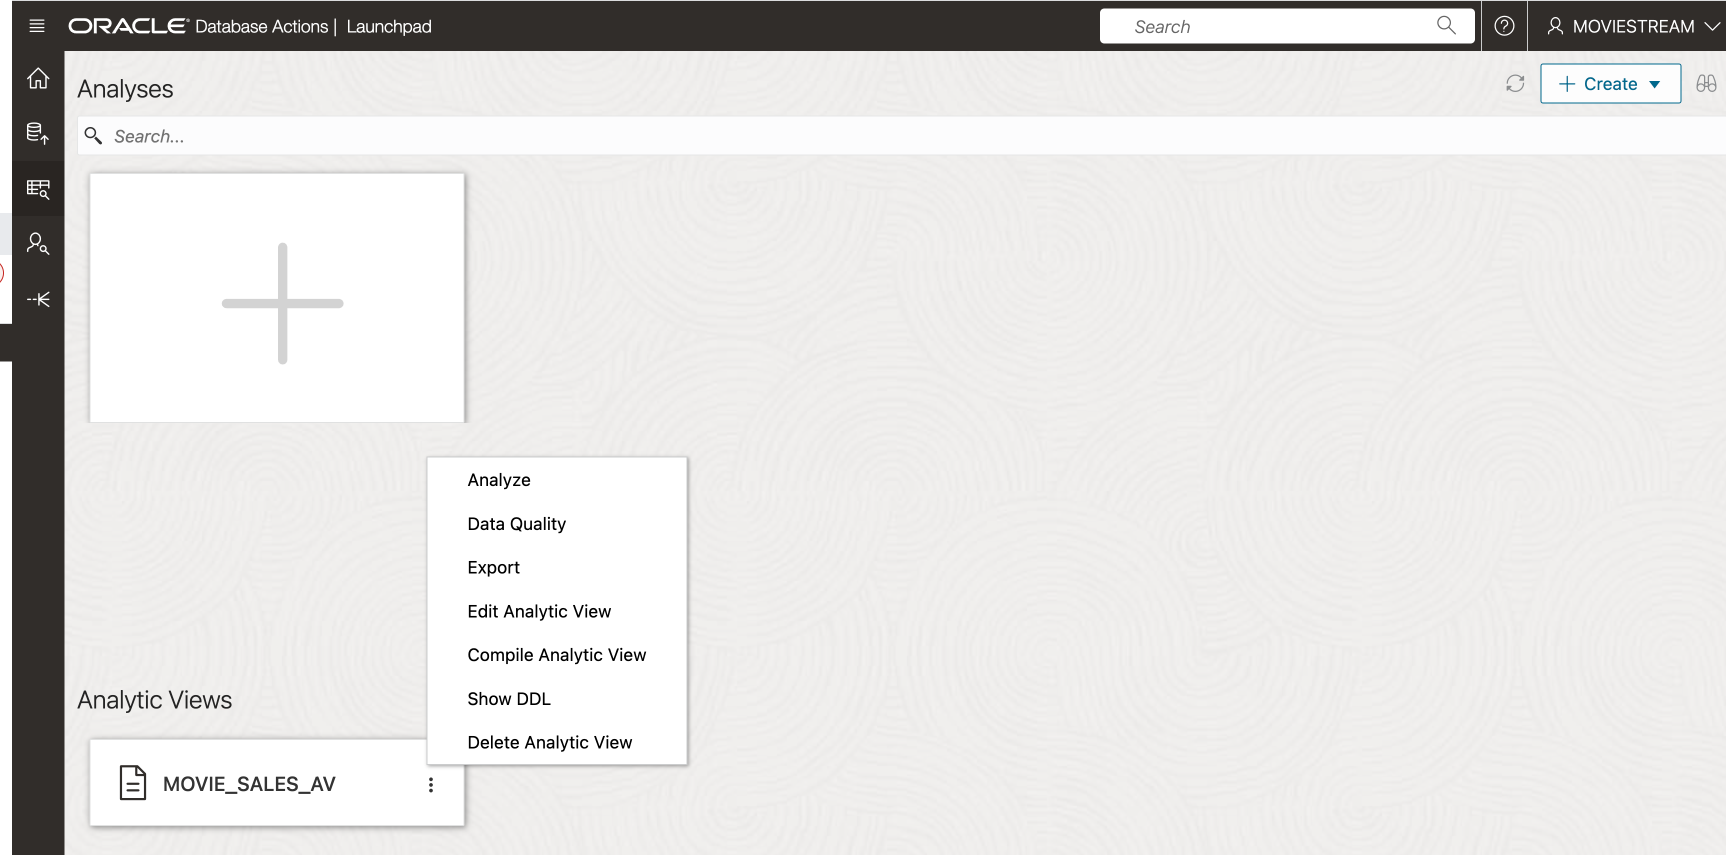 ORACLE Database Actions | Launchpad
Search
MOVIESTREAM
Analyses
Create
Search...
Analyze
Data Quality
Export
Edit Analytic View
Compile Analytic View
Show DDL
Delete Analytic View
Analytic Views
MOVIE_SALES_AV